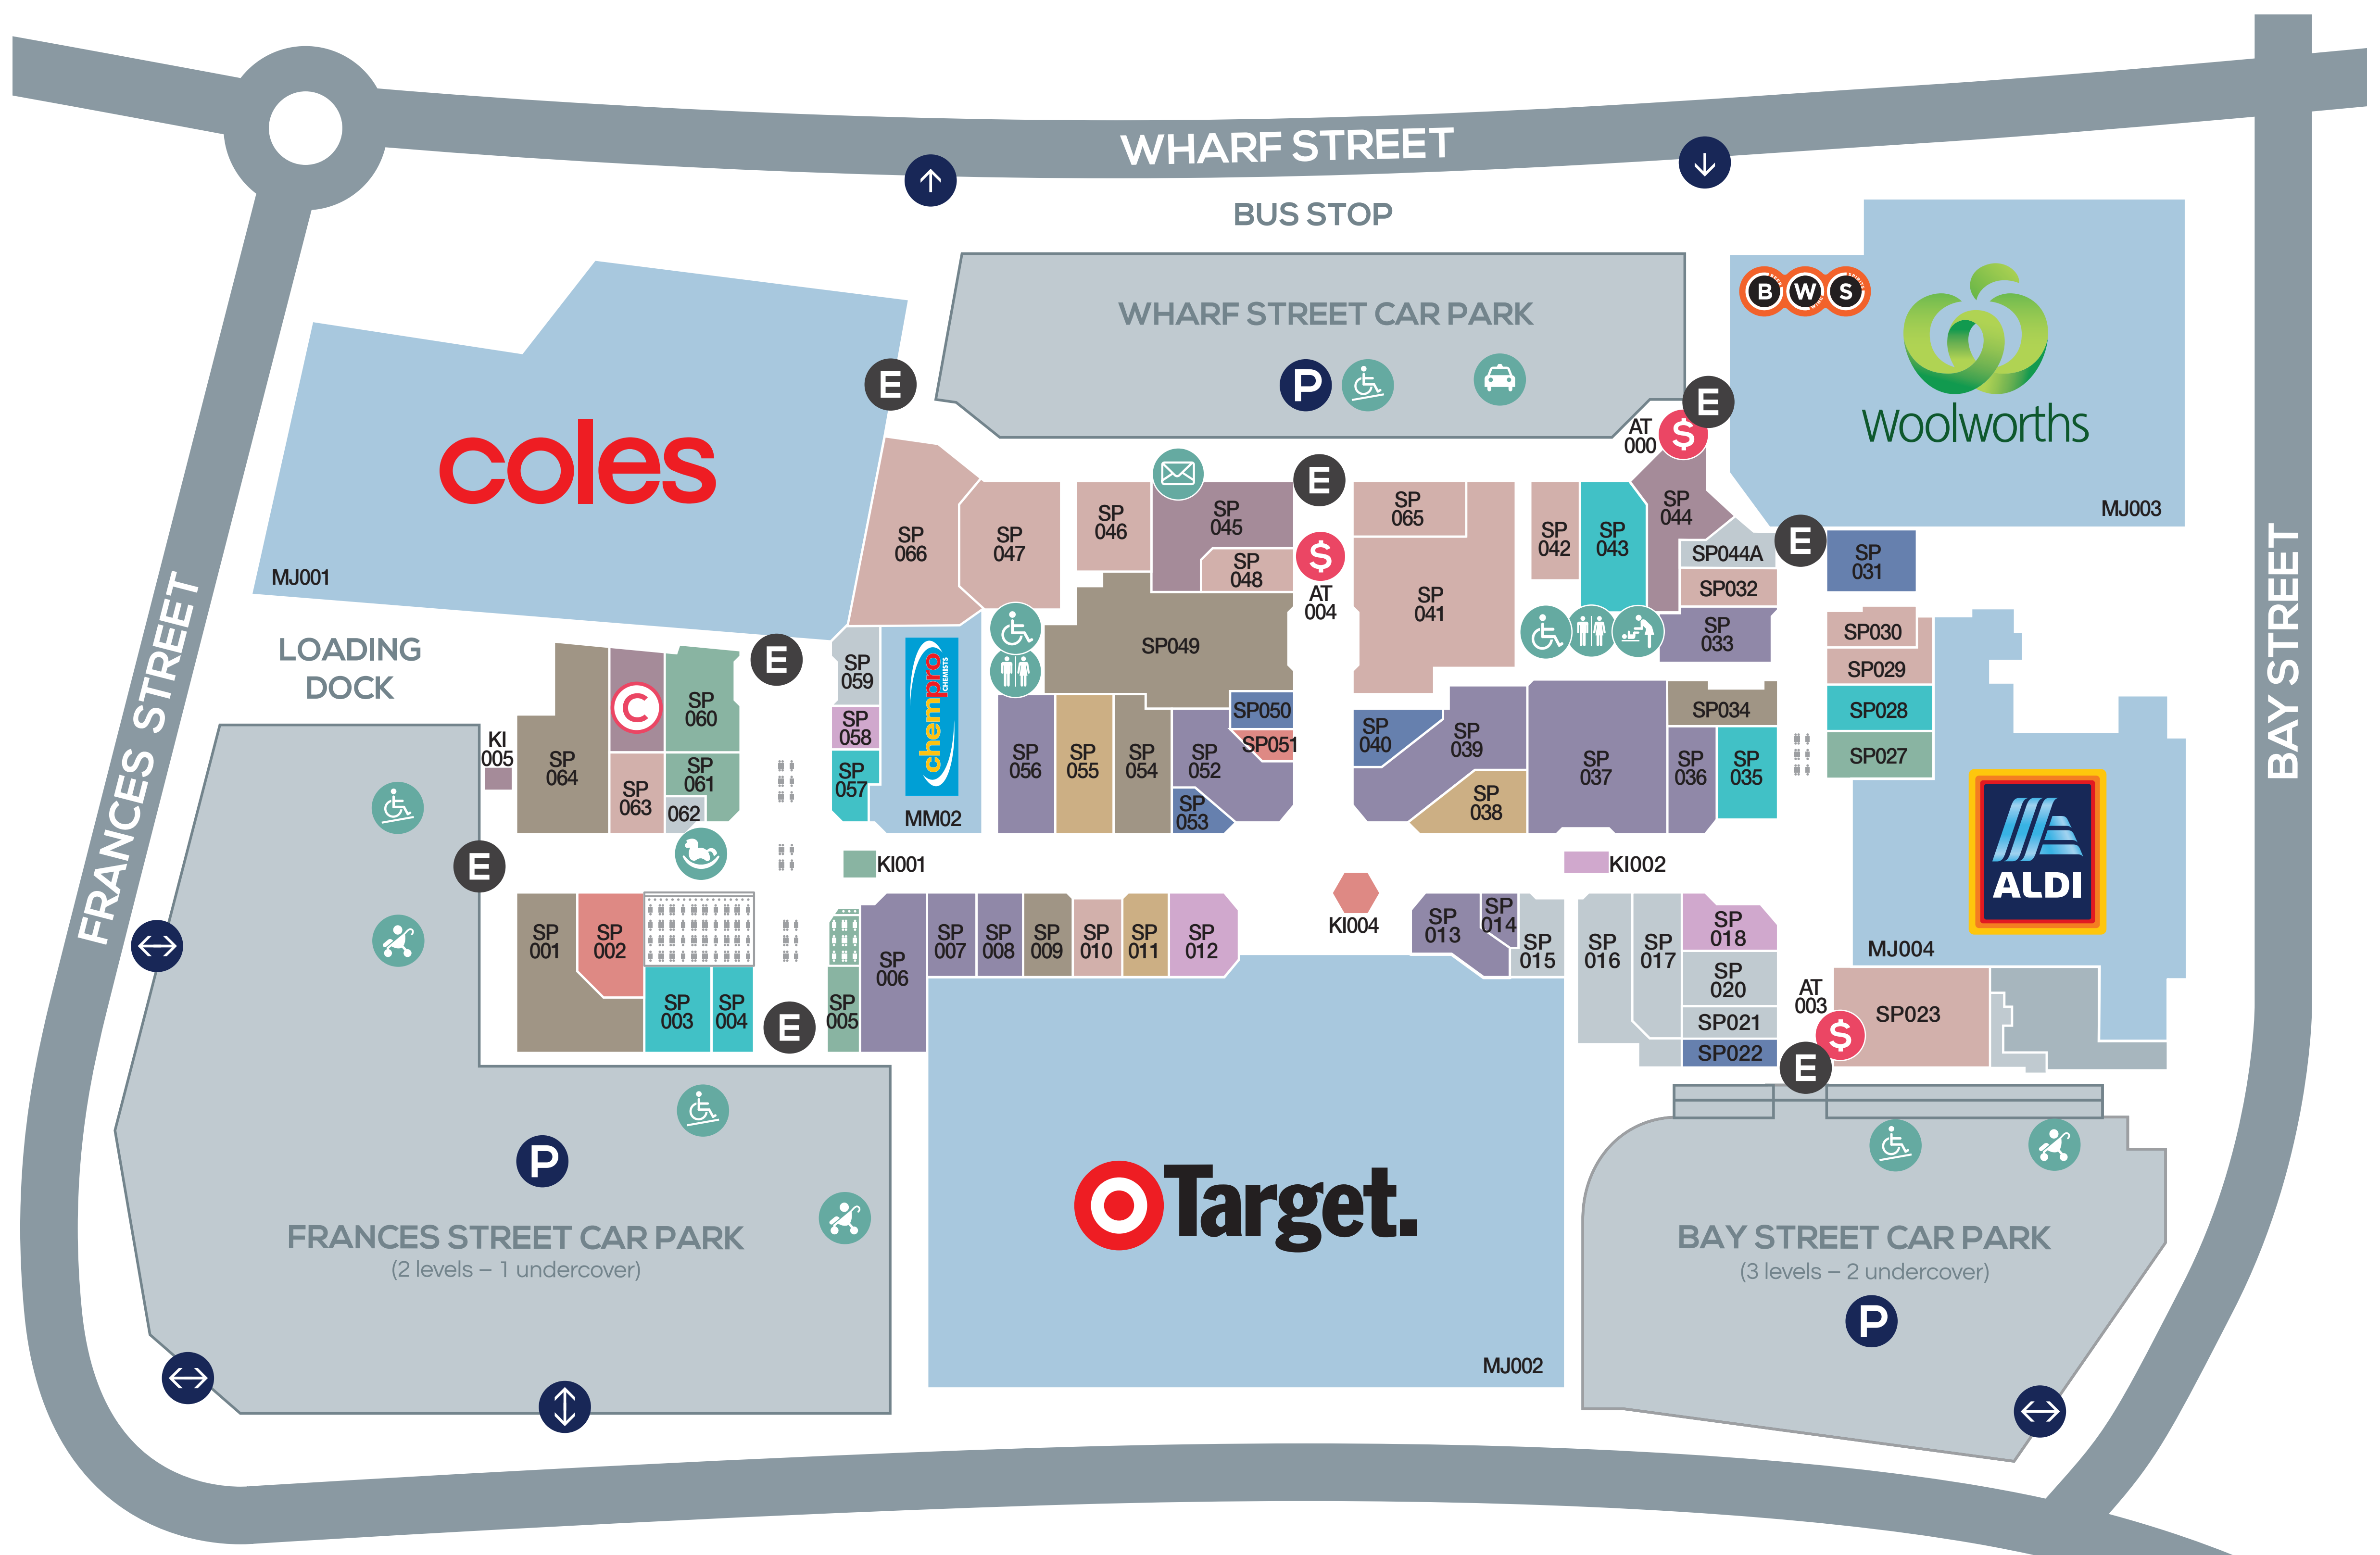 WHARF STREET
BUS STOP
WHARF STREET CAR PARK
P
E
E
AT
000
$
BWS
Woolworths
MJ003
coles
MJ001
LOADING
DOCK
FRANCES STREET
BAY STREET
SP
066
SP
047
SP
046
SP
045
SP
048
E
$
AT
004
SP
065
SP
041
SP
042
SP
043
SP
044
SP044A
SP032
SP
033
E
SP
031
SP030
SP029
SP028
SP027
KI
005
SP
064
C
SP
063
SP
060
SP
061
062
E
SP
059
SP
058
SP
057
chempro
CHEMISTS
MM02
SP049
SP
056
SP
055
SP
054
SP
052
SP
053
SP050
SP051
SP
040
SP
039
SP
038
SP
037
SP034
SP
036
SP
035
ALDI
MJ004
E
KI001
KI002
KI004
SP
001
SP
002
SP
003
SP
004
E
SP
005
SP
006
SP
007
SP
008
SP
009
SP
010
SP
011
SP
012
SP
013
SP
014
SP
015
SP
016
SP
017
SP
018
SP
020
SP021
SP022
AT
003
$
SP023
E
P
FRANCES STREET CAR PARK
(2 levels – 1 undercover)
Target.
MJ002
BAY STREET CAR PARK
(3 levels – 2 undercover)
P